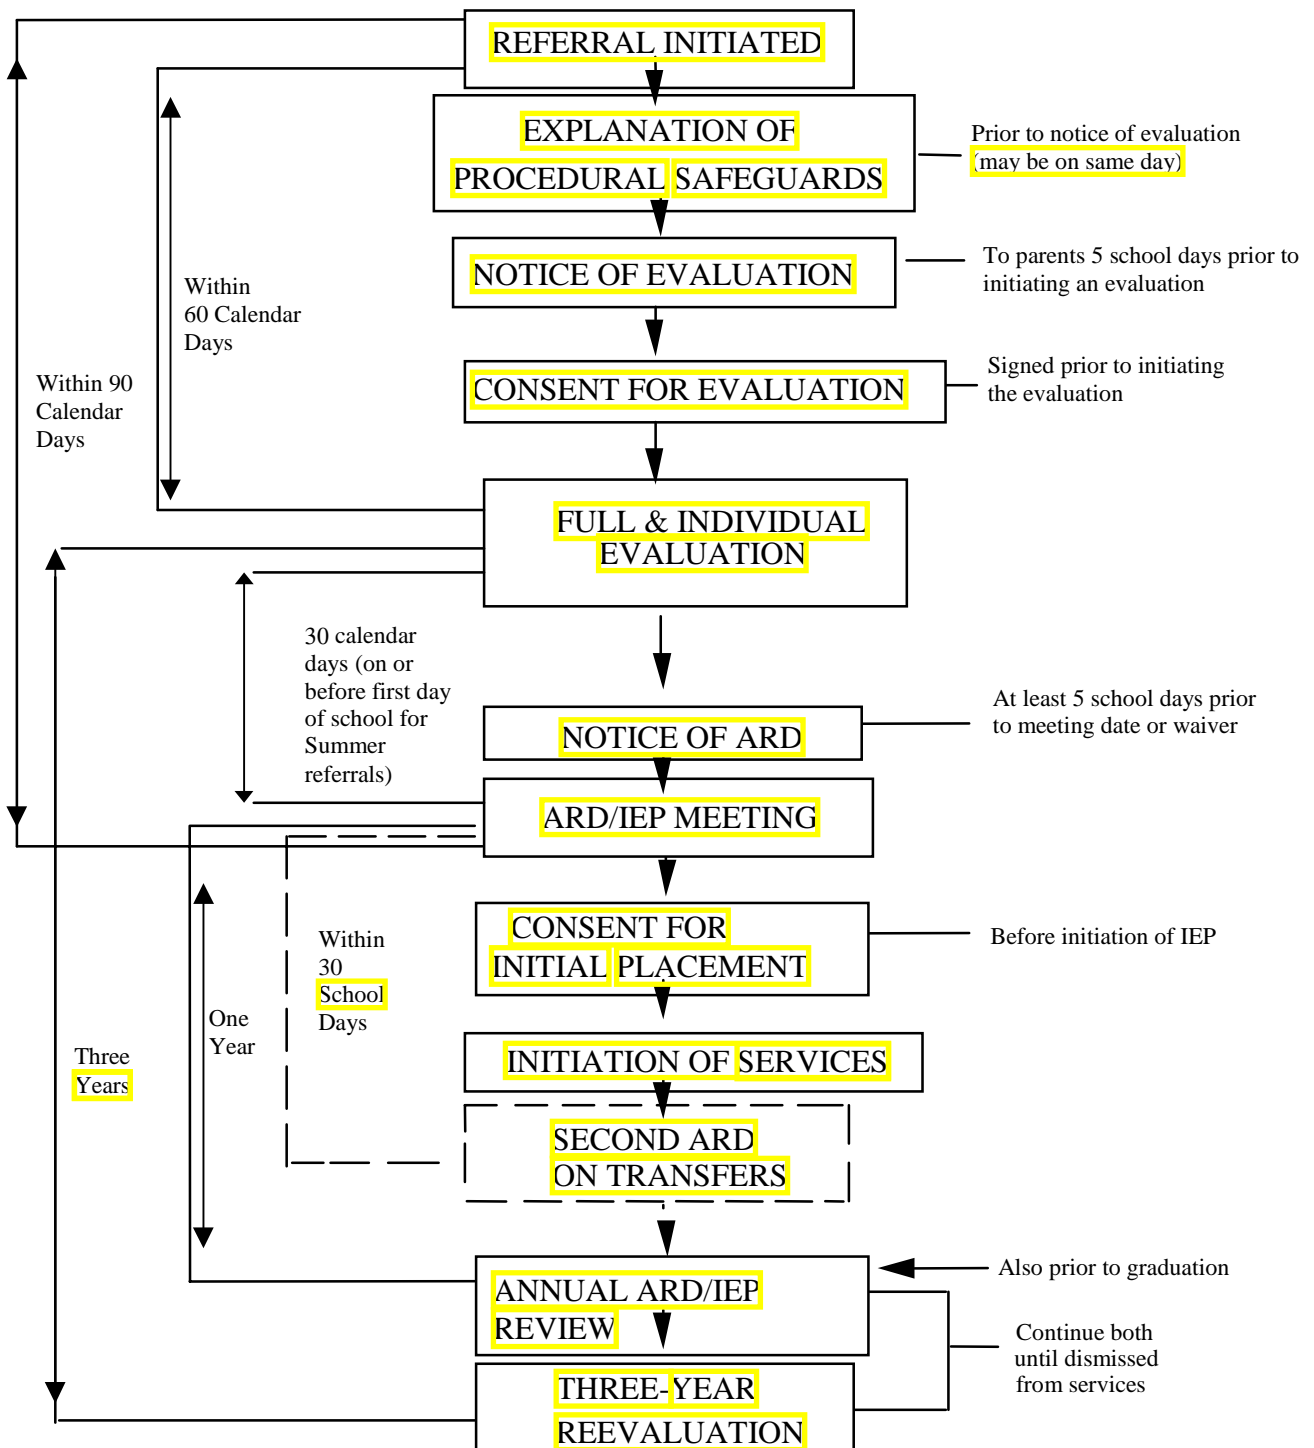 REFERRAL INITIATED
EXPLANATION OF
PROCEDURAL SAFEGUARDS
Prior to notice of evaluation
(may be on same day)
NOTICE OF EVALUATION
To parents 5 school days prior to
initiating an evaluation
Within
60 Calendar
Days
CONSENT FOR EVALUATION
Signed prior to initiating
the evaluation
Within 90
Calendar
Days
FULL & INDIVIDUAL
EVALUATION
30 calendar
days (on or
before first day
of school for
Summer
referrals)
NOTICE OF ARD
At least 5 school days prior
to meeting date or waiver
ARD/IEP MEETING
CONSENT FOR
INITIAL PLACEMENT
Before initiation of IEP
Within
30
School
Days
One
Year
Three
Years
INITIATION OF SERVICES
SECOND ARD
ON TRANSFERS
ANNUAL ARD/IEP
REVIEW
Also prior to graduation
Continue both
until dismissed
from services
THREE-YEAR
REEVALUATION